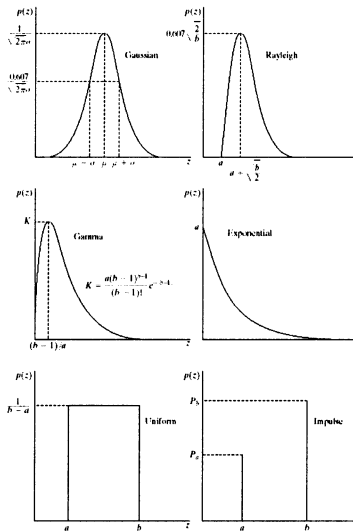 p(z)
1
√2πσ
Gaussian
0.607
√2πσ
μ − σ μ μ + σ
z
p(z)
0.607√2/b
Rayleigh
a
a + √b/2
z
p(z)
K
Gamma
K = a(b − 1)^b−1 / (b − 1)! e^−(b−1)
(b − 1)/a
z
p(z)
a
Exponential
z
p(z)
1
b − a
Uniform
a
b
z
p(z)
P_b
Impulse
P_a
a
b
z